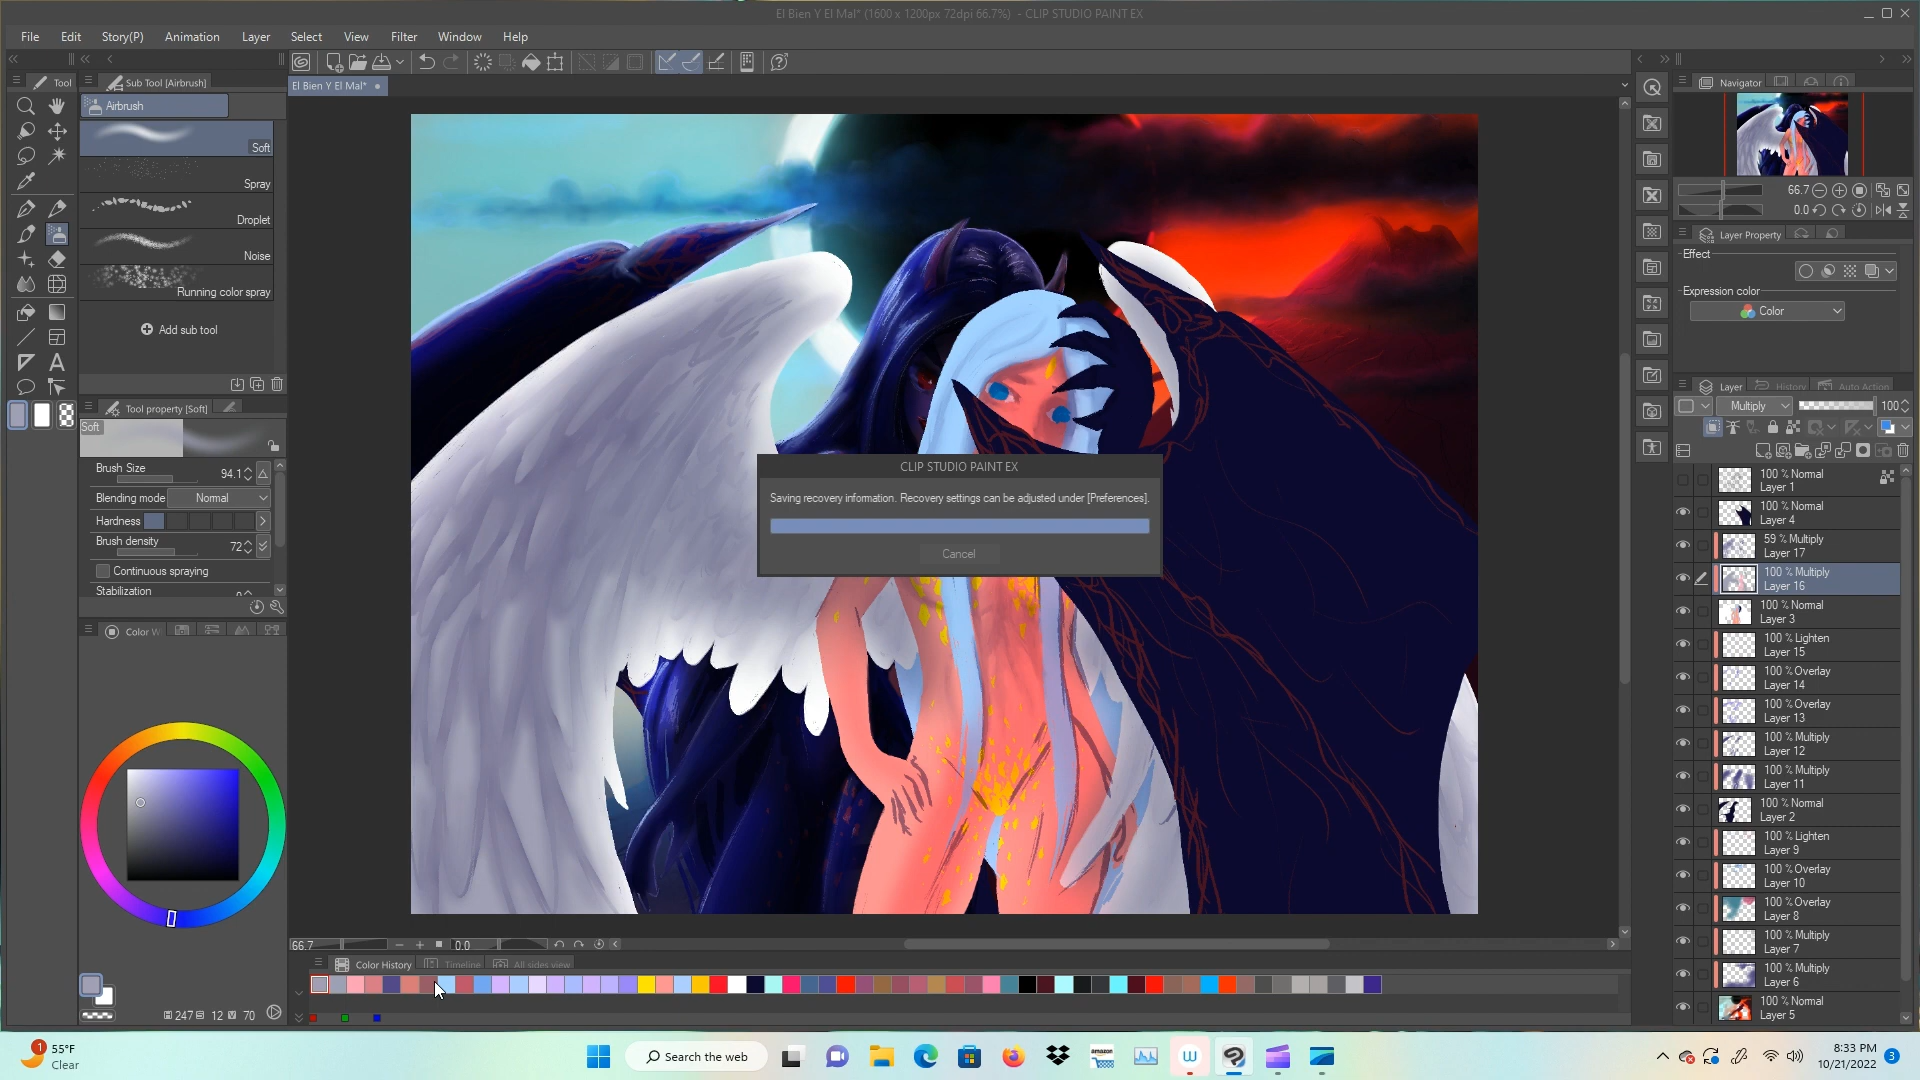 El Bien Y El Mal* (1600 x 1200px 72dpi 66.7%) - CLIP STUDIO PAINT EX
File Edit Story(P) Animation Layer Select View Filter Window Help
Tool
Sub Tool [Airbrush]
Airbrush
Soft
Spray
Droplet
Noise
Running color spray
Add sub tool
Tool property [Soft]
Soft
Brush Size 94.1
Blending mode Normal
Hardness
Brush density 72
Continuous spraying
Stabilization
Color W
247 12 70
El Bien Y El Mal*
CLIP STUDIO PAINT EX
Saving recovery information. Recovery settings can be adjusted under [Preferences].
Cancel
66.7 0.0
Color History Timeline All sides view
Navigator
66.7
0.0
Layer Property
Effect
Expression color
Color
Layer History Auto Action
Multiply 100
100 % Normal
Layer 1
100 % Normal
Layer 4
59 % Multiply
Layer 17
100 % Multiply
Layer 16
100 % Normal
Layer 3
100 % Lighten
Layer 15
100 % Overlay
Layer 14
100 % Overlay
Layer 13
100 % Multiply
Layer 12
100 % Multiply
Layer 11
100 % Normal
Layer 2
100 % Lighten
Layer 9
100 % Overlay
Layer 10
100 % Overlay
Layer 8
100 % Multiply
Layer 7
100 % Multiply
Layer 6
100 % Normal
Layer 5
1
55°F
Clear
Search the web
amazon
8:33 PM
10/21/2022
3